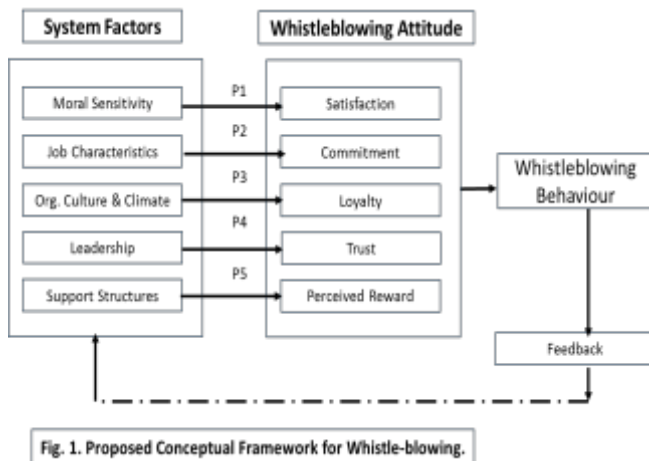 System Factors
Whistleblowing Attitude
Moral Sensitivity
P1
Satisfaction
Job Characteristics
P2
Commitment
Org. Culture & Climate
P3
Loyalty
Leadership
P4
Trust
Support Structures
P5
Perceived Reward
Whistleblowing
Behaviour
Feedback
Fig. 1. Proposed Conceptual Framework for Whistle-blowing.